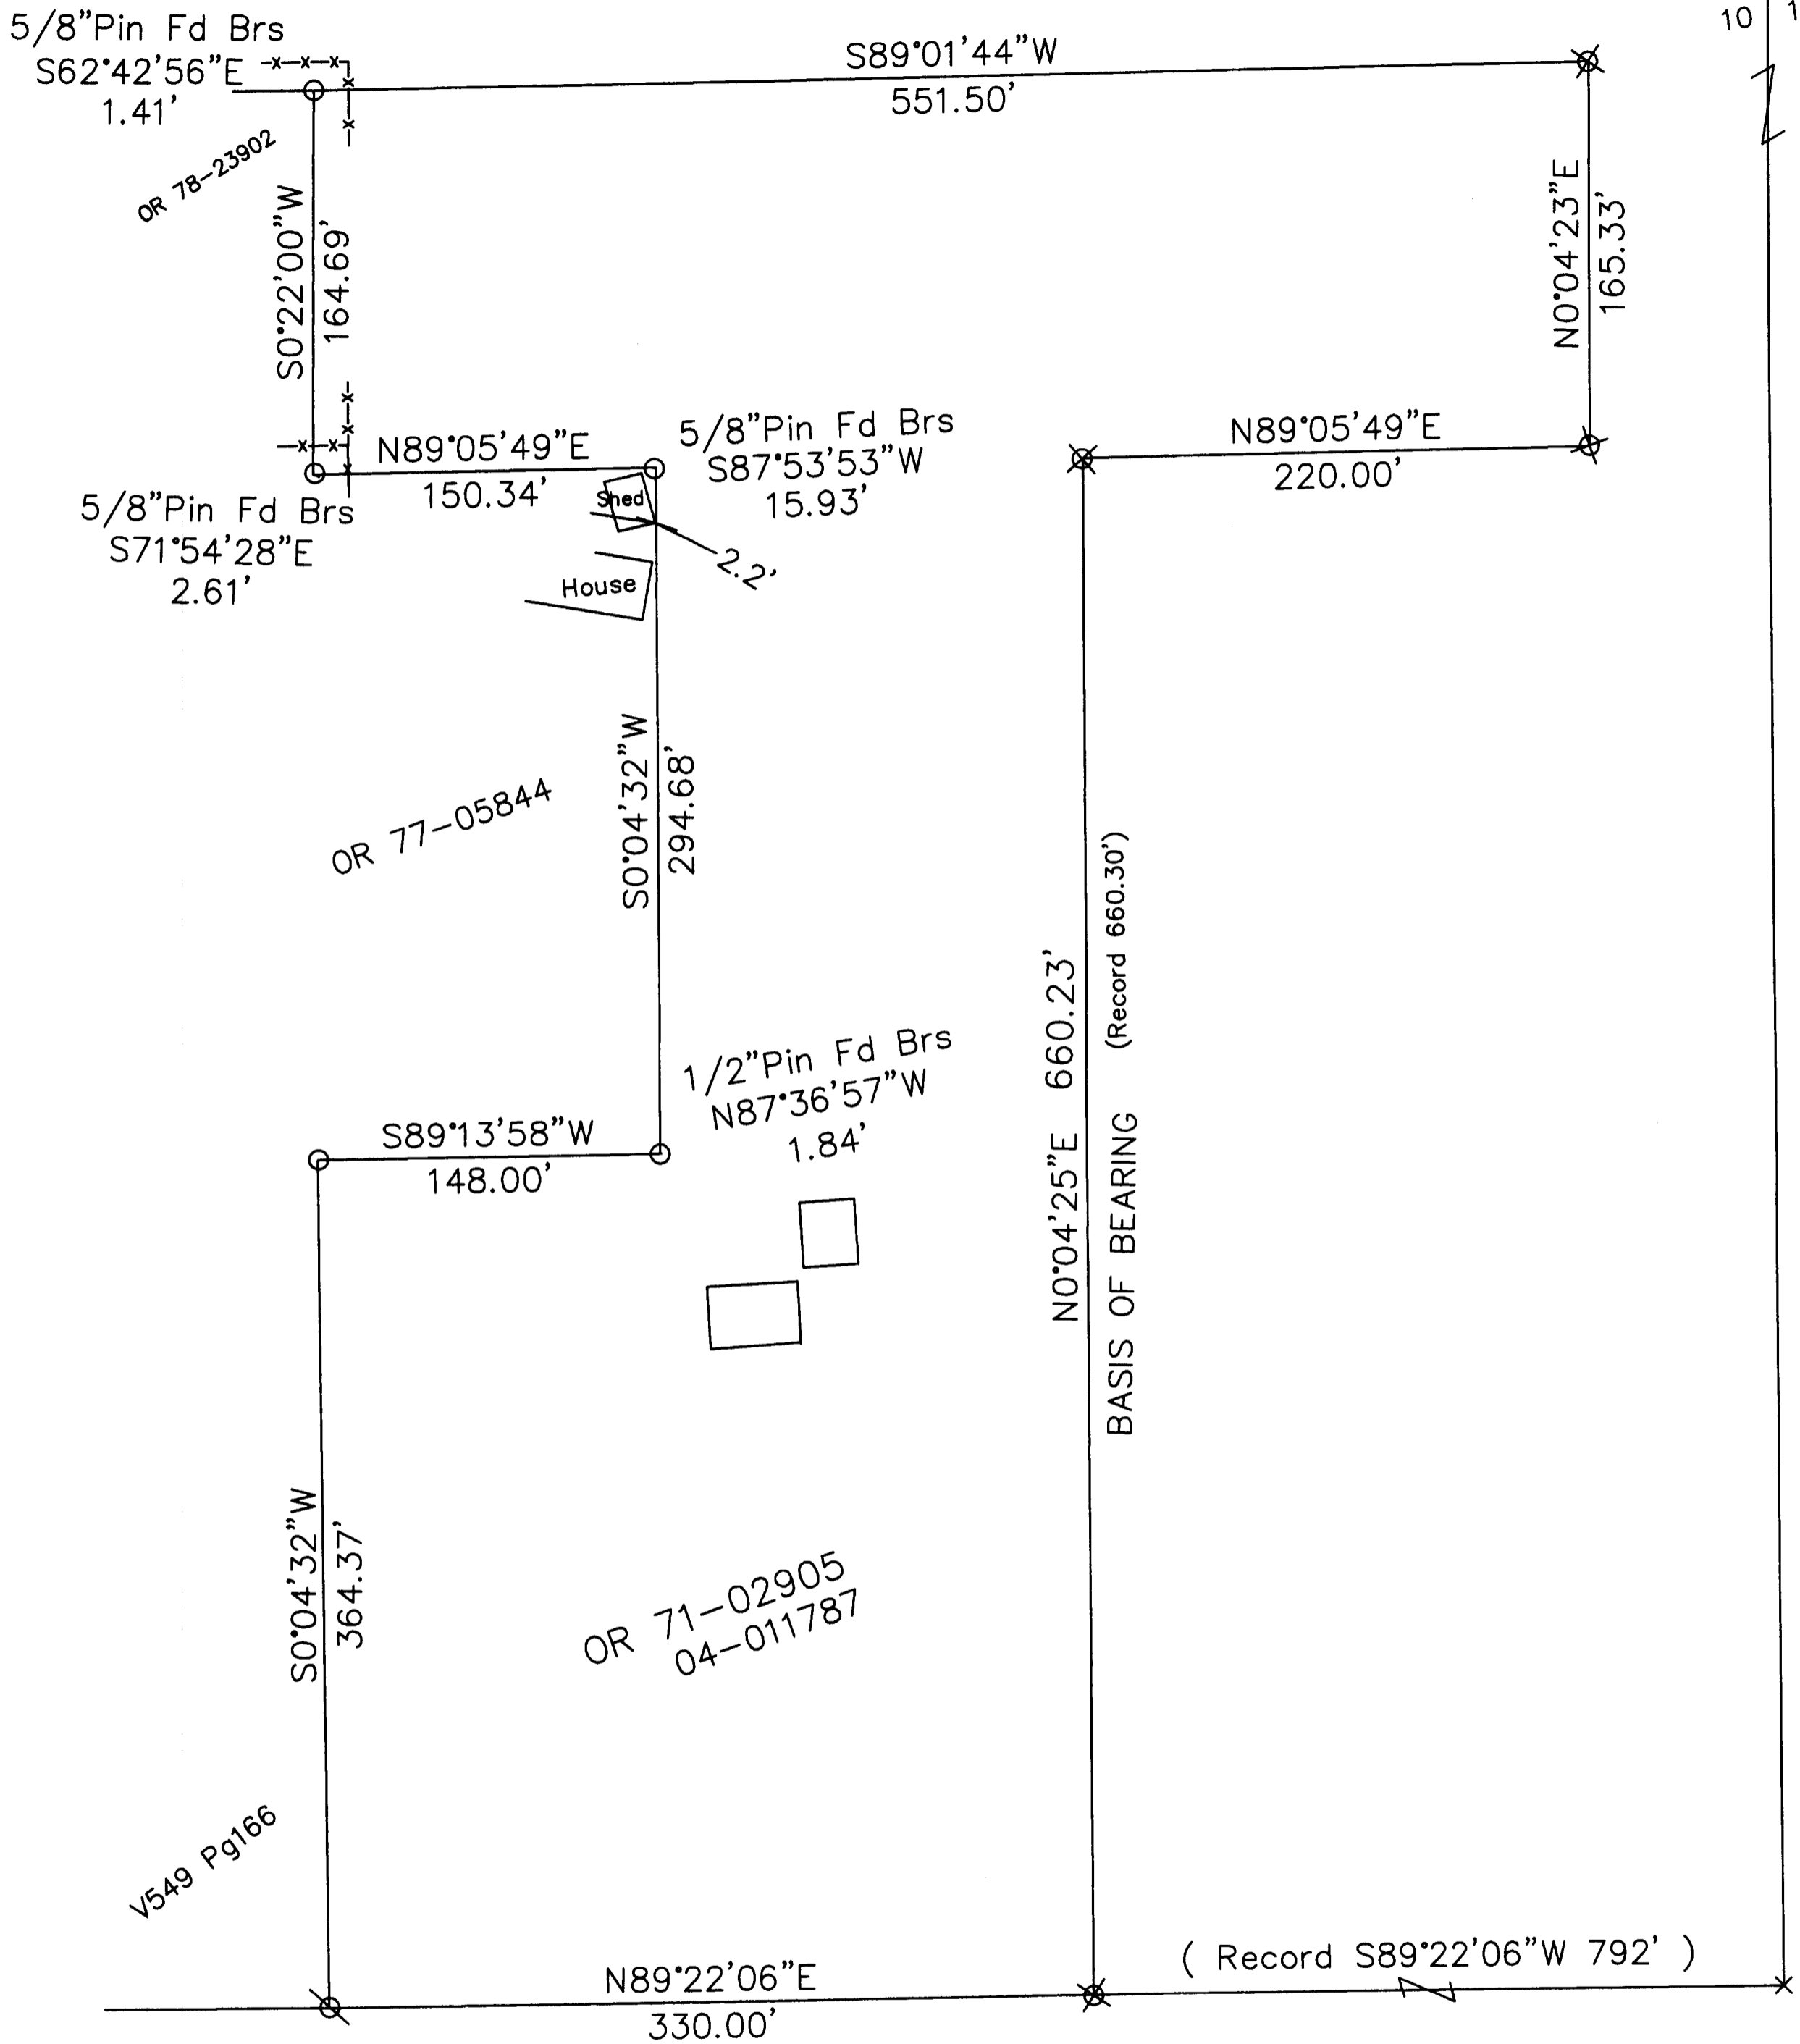 5/8"Pin Fd Brs
S62°42'56"E
1.41'
10
1
S89°01'44"W
551.50'
OR 78-23902
S0°22'00"W
164.69'
N0°04'23"E
165.33'
N89°05'49"E
150.34'
5/8"Pin Fd Brs
S87°53'53"W
15.93'
N89°05'49"E
220.00'
5/8"Pin Fd Brs
S71°54'28"E
2.61'
Shed
2.2'
House
S0°04'32"W
294.68'
OR 77-05844
N0°04'25"E 660.23'
(Record 660.30')
BASIS OF BEARING
1/2"Pin Fd Brs
N87°36'57"W
1.84'
S89°13'58"W
148.00'
S0°04'32"W
364.37'
OR 71-02905
04-011787
V549 Pg166
N89°22'06"E
330.00'
( Record S89°22'06"W 792' )